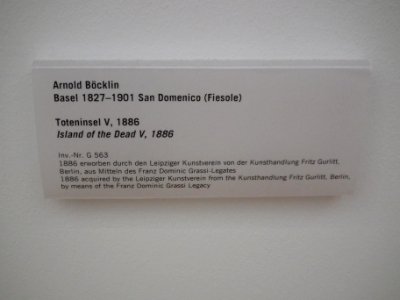 Arnold Böcklin
Basel 1827–1901 San Domenico (Fiesole)
Toteninsel V, 1886
Island of the Dead V, 1886
Inv.-Nr. G 563
1886 erworben durch den Leipziger Kunstverein von der Kunsthandlung Fritz Gurlitt,
Berlin, aus Mitteln des Franz Dominic Grassi-Legates
1886 acquired by the Leipziger Kunstverein from the Kunsthandlung Fritz Gurlitt, Berlin,
by means of the Franz Dominic Grassi Legacy